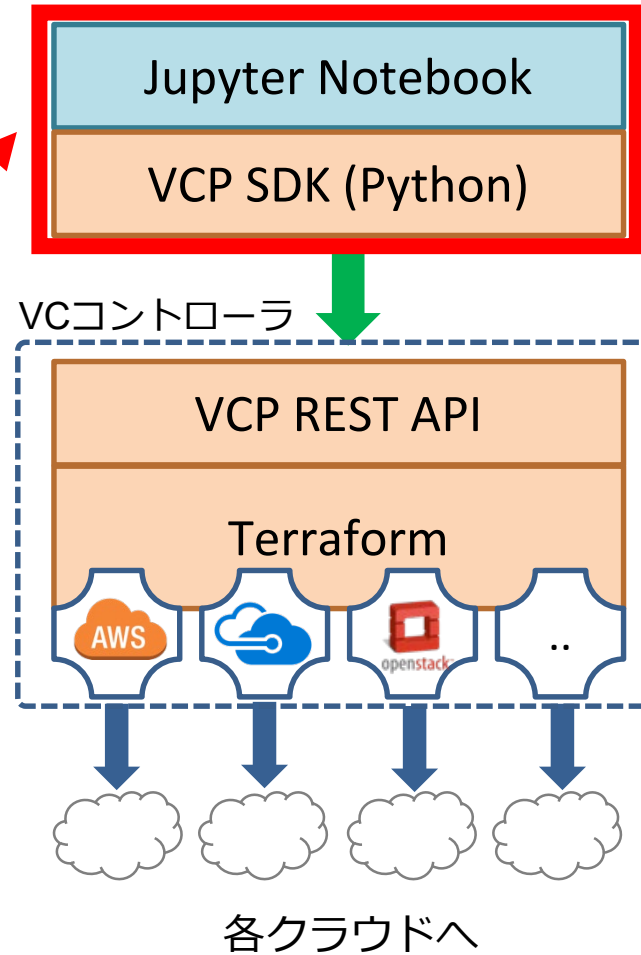 Jupyter Notebook
VCP SDK (Python)
VCコントローラ
VCP REST API
Terraform
AWS
openstack
..
各クラウドへ